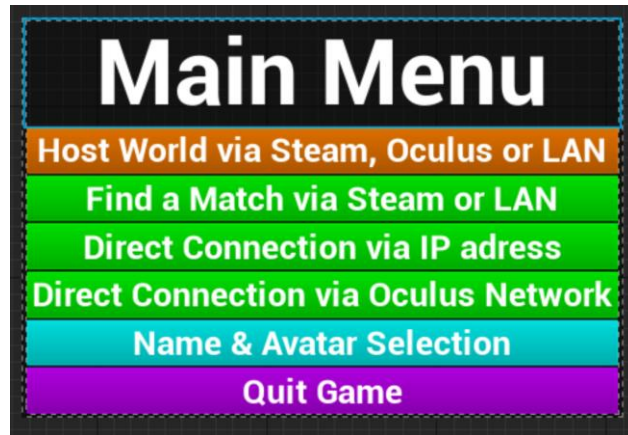 Main Menu
Host World via Steam, Oculus or LAN
Find a Match via Steam or LAN
Direct Connection via IP adress
Direct Connection via Oculus Network
Name & Avatar Selection
Quit Game